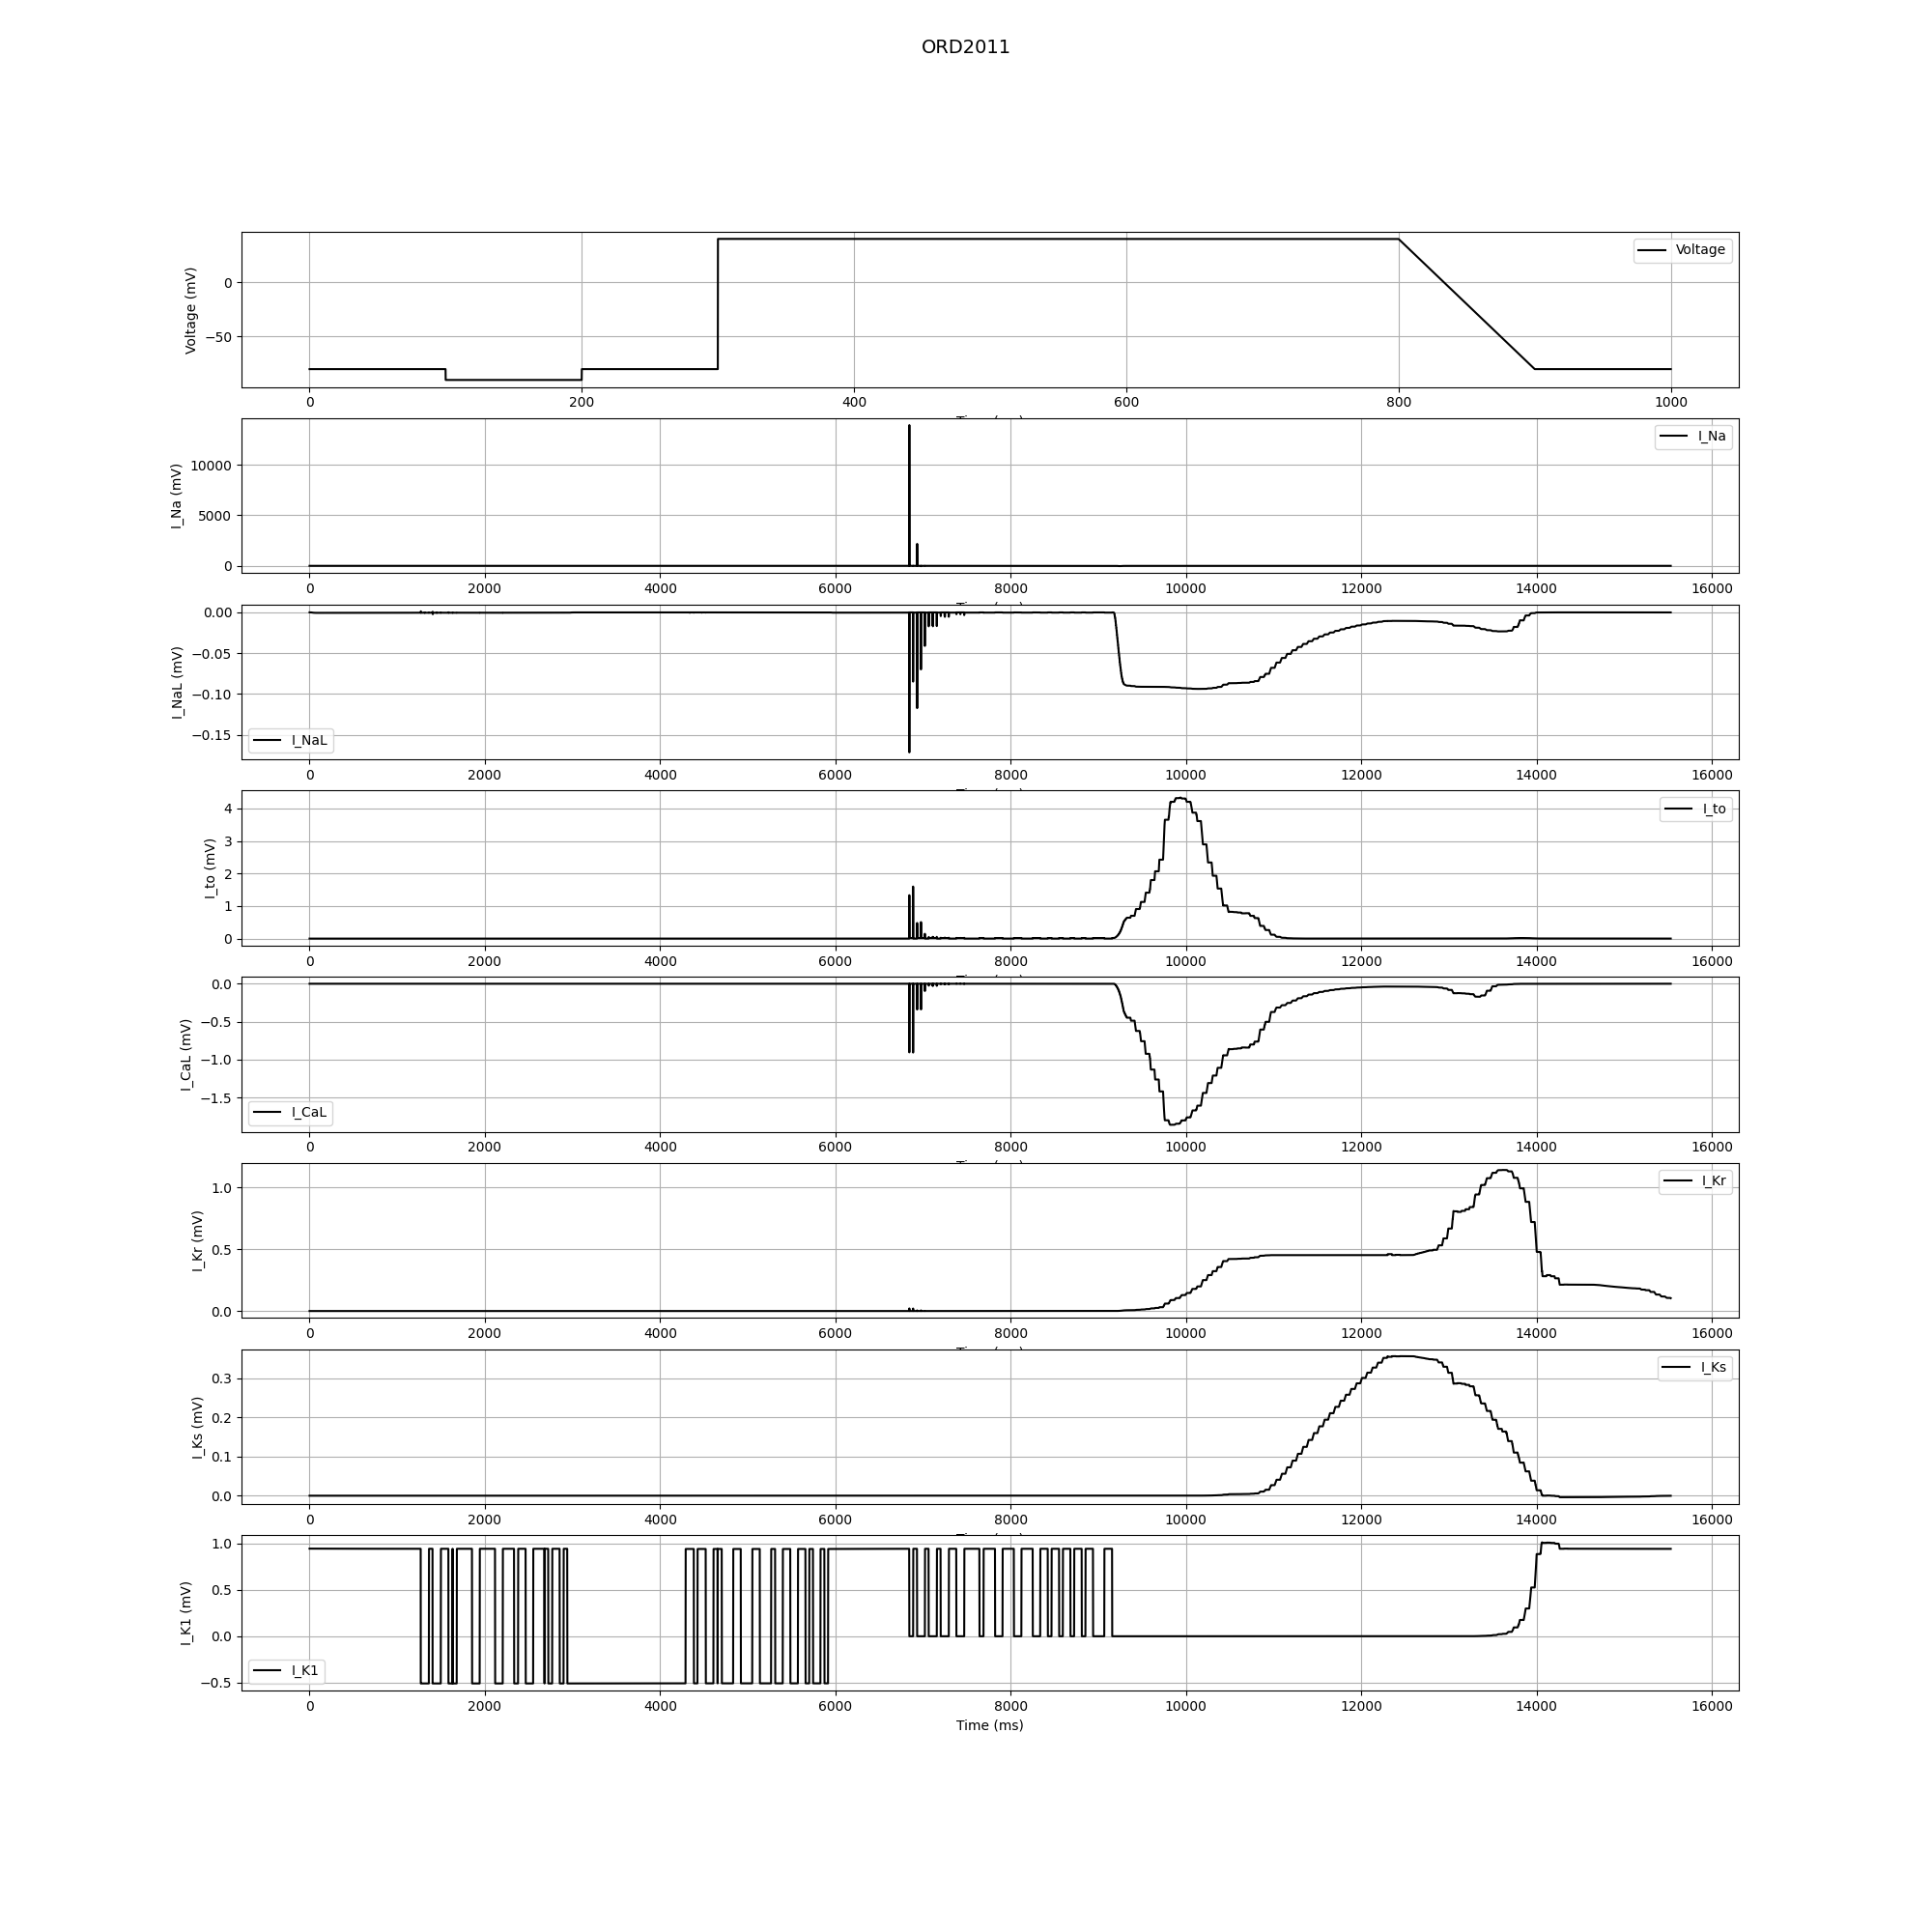 ORD2011
Voltage (mV)
0
−50
Voltage
0 200 400 600 800 1000
I_Na (mV)
10000
5000
0
I_Na
0 2000 4000 6000 8000 10000 12000 14000 16000
I_NaL (mV)
0.00
−0.05
−0.10
−0.15
I_NaL
0 2000 4000 6000 8000 10000 12000 14000 16000
I_to (mV)
4
3
2
1
0
I_to
0 2000 4000 6000 8000 10000 12000 14000 16000
I_CaL (mV)
0.0
−0.5
−1.0
−1.5
I_CaL
0 2000 4000 6000 8000 10000 12000 14000 16000
I_Kr (mV)
1.0
0.5
0.0
I_Kr
0 2000 4000 6000 8000 10000 12000 14000 16000
I_Ks (mV)
0.3
0.2
0.1
0.0
I_Ks
0 2000 4000 6000 8000 10000 12000 14000 16000
I_K1 (mV)
1.0
0.5
0.0
−0.5
I_K1
0 2000 4000 6000 8000 10000 12000 14000 16000
Time (ms)